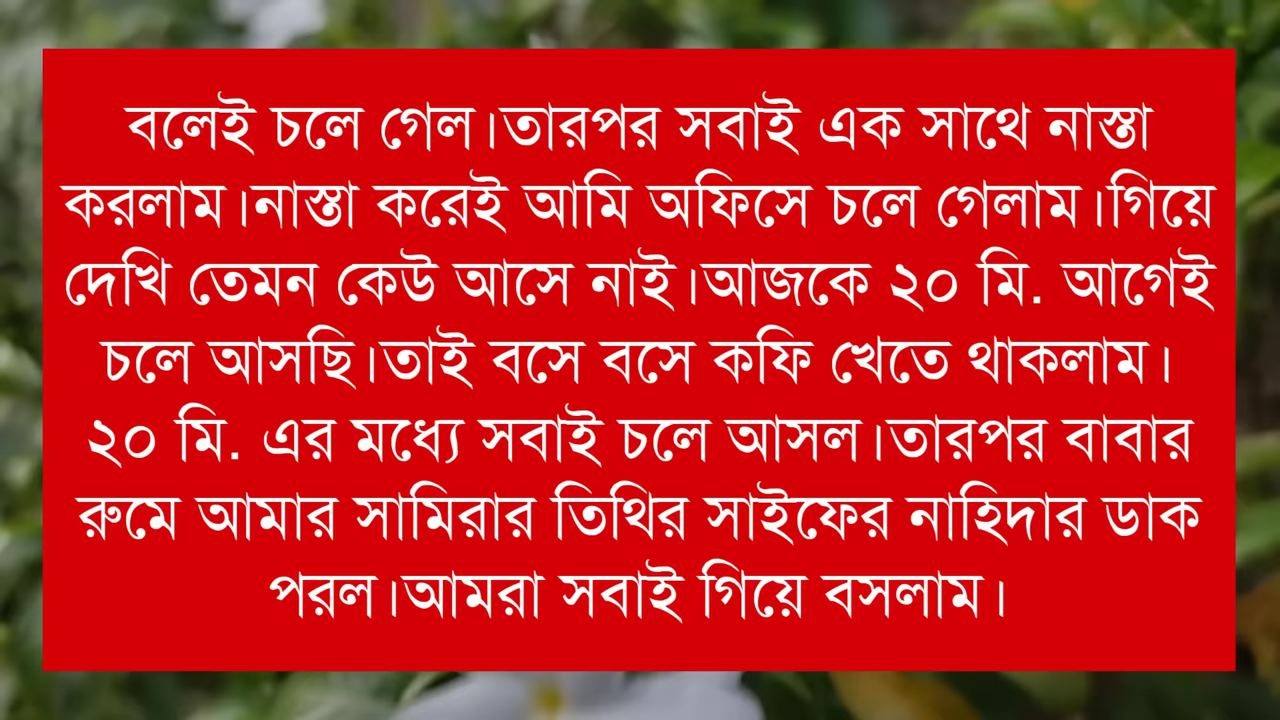 বলেই চলে গেল।তারপর সবাই এক সাথে নাস্তা
করলাম।নাস্তা করেই আমি অফিসে চলে গেলাম।গিয়ে
দেখি তেমন কেউ আসে নাই।আজকে ২০ মি. আগেই
চলে আসছি।তাই বসে বসে কফি খেতে থাকলাম।
২০ মি. এর মধ্যে সবাই চলে আসল।তারপর বাবার
রুমে আমার সামিরার তিথির সাইফের নাহিদার ডাক
পরল।আমরা সবাই গিয়ে বসলাম।